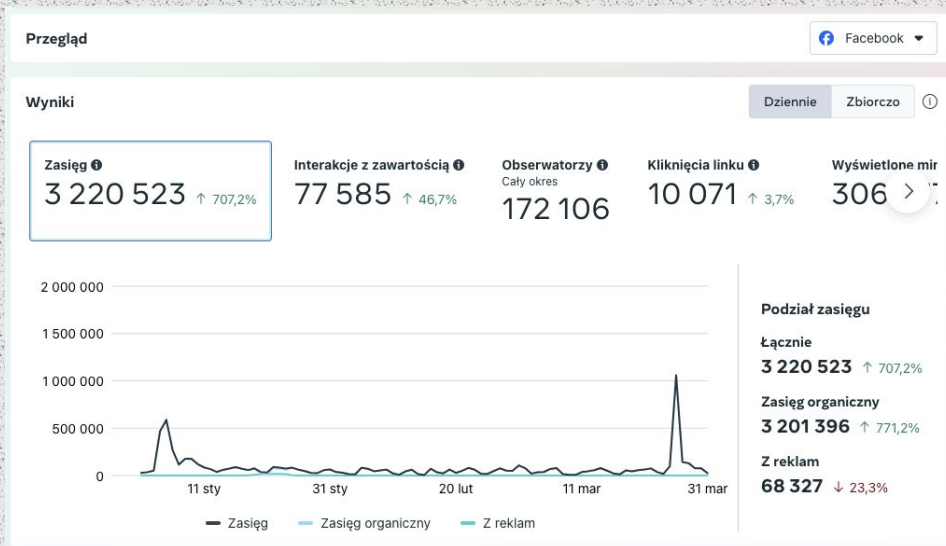 Przegląd
Facebook
Wyniki
Dziennie Zbiorczo
Zasięg
3 220 523 ↑ 707,2%
Interakcje z zawartością
77 585 ↑ 46,7%
Obserwatorzy
Cały okres
172 106
Kliknięcia linku
10 071 ↑ 3,7%
Wyświetlone
306
2 000 000
1 500 000
1 000 000
500 000
0
11 sty 31 sty 20 lut 11 mar 31 mar
Zasięg Zasięg organiczny Z reklam
Podział zasięgu
Łącznie
3 220 523 ↑ 707,2%
Zasięg organiczny
3 201 396 ↑ 771,2%
Z reklam
68 327 ↓ 23,3%